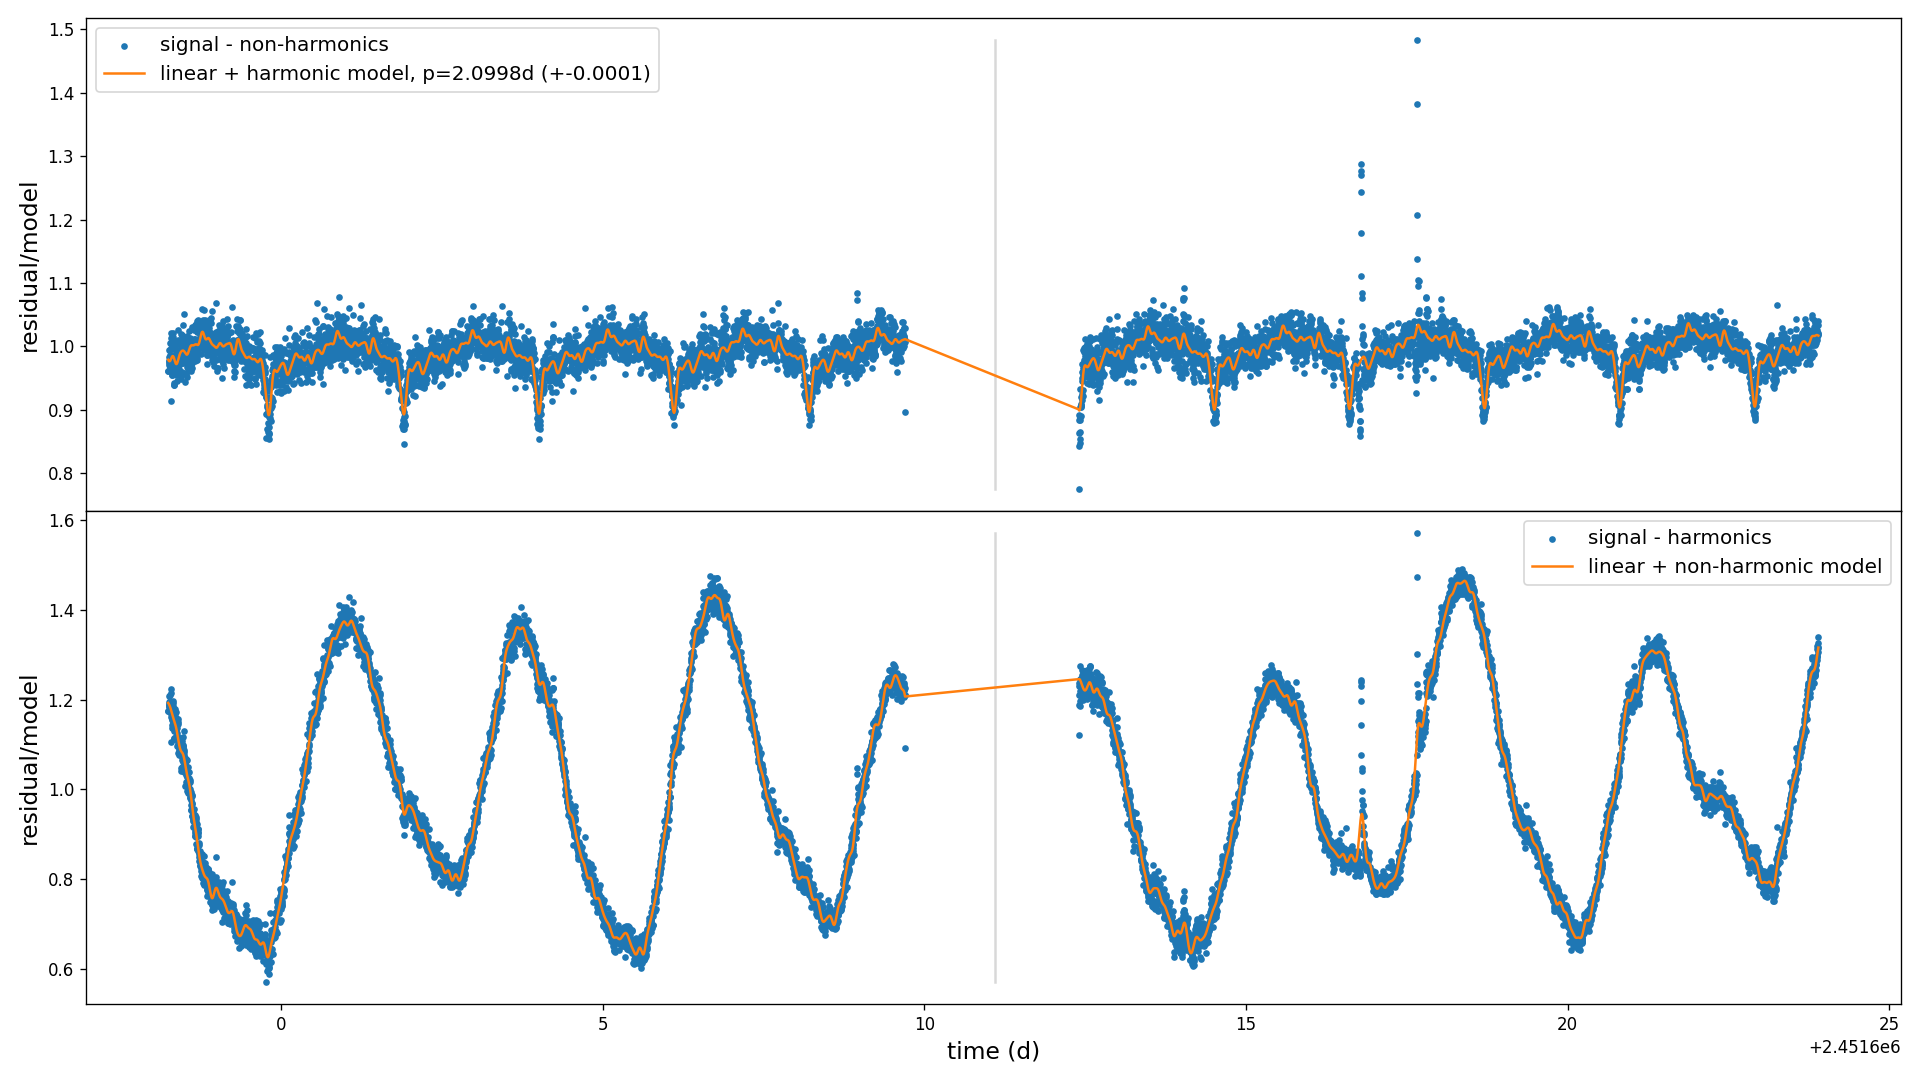 signal - non-harmonics
linear + harmonic model, p=2.0998d (+-0.0001)
1.5
1.4
1.3
1.2
1.1
1.0
0.9
0.8
residual/model
signal - harmonics
linear + non-harmonic model
1.6
1.4
1.2
1.0
0.8
0.6
residual/model
0 5 10 15 20 25
time (d)
+2.4516e6